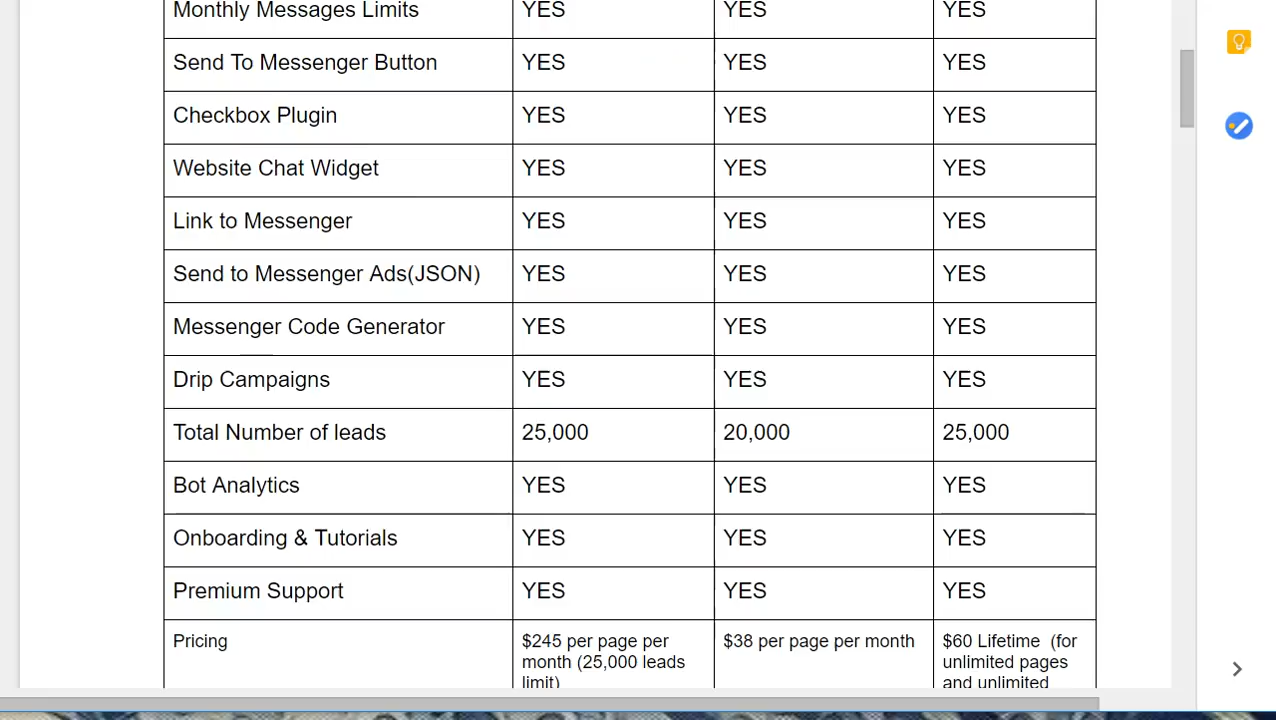 Monthly Messages Limits YES YES YES
Send To Messenger Button YES YES YES
Checkbox Plugin YES YES YES
Website Chat Widget YES YES YES
Link to Messenger YES YES YES
Send to Messenger Ads(JSON) YES YES YES
Messenger Code Generator YES YES YES
Drip Campaigns YES YES YES
Total Number of leads 25,000 20,000 25,000
Bot Analytics YES YES YES
Onboarding & Tutorials YES YES YES
Premium Support YES YES YES
Pricing $245 per page per $38 per page per month $60 Lifetime (for
month (25,000 leads unlimited pages
limit) and unlimited